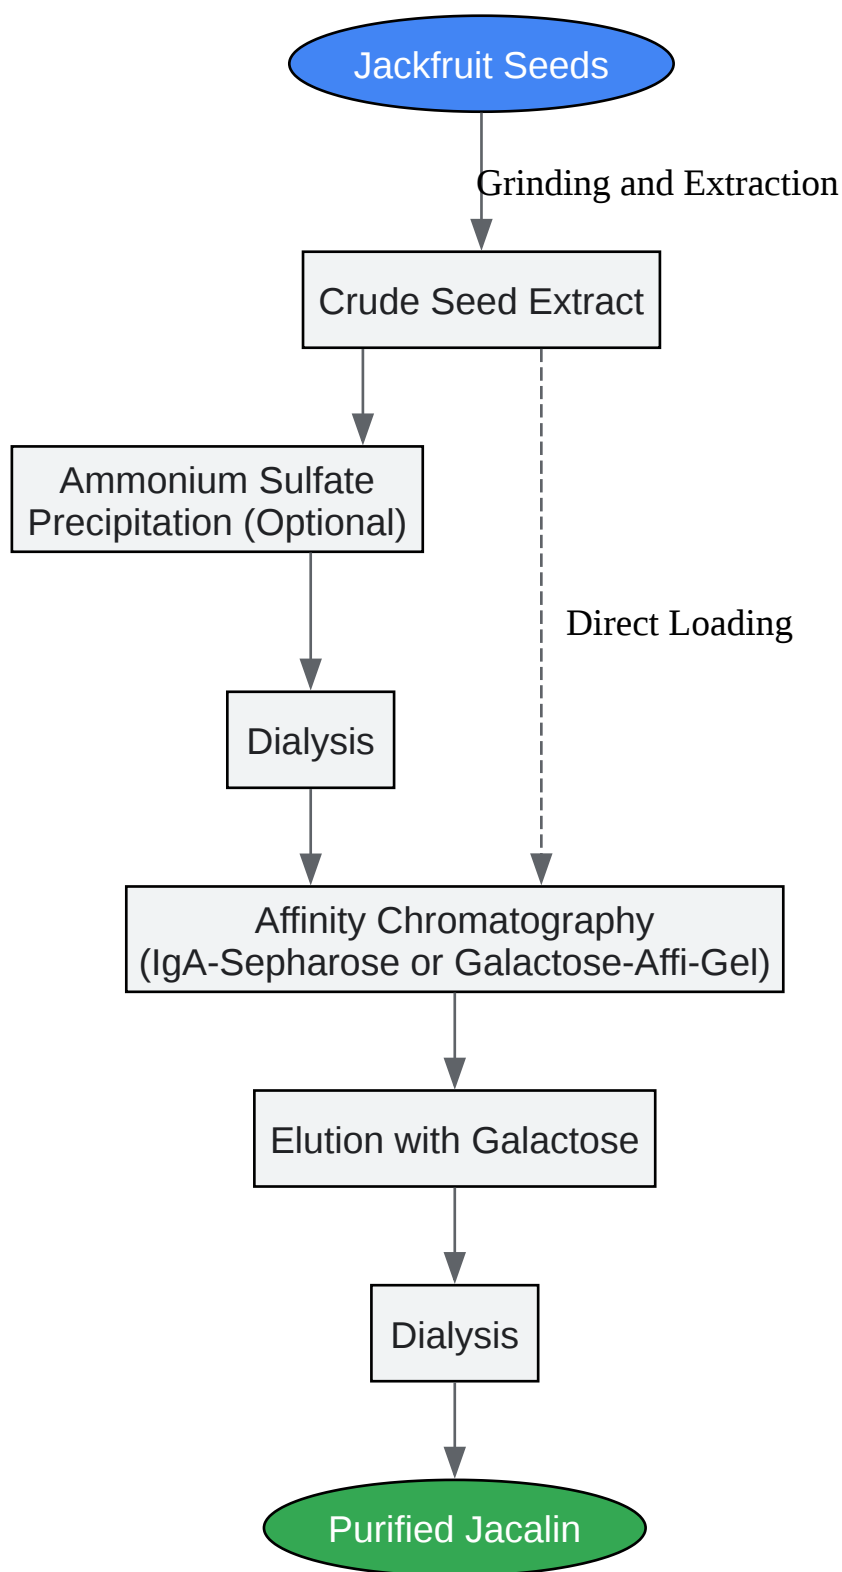 Jackfruit Seeds
Grinding and Extraction
Crude Seed Extract
Ammonium Sulfate
Precipitation (Optional)
Direct Loading
Dialysis
Affinity Chromatography
(IgA-Sepharose or Galactose-Affi-Gel)
Elution with Galactose
Dialysis
Purified Jacalin